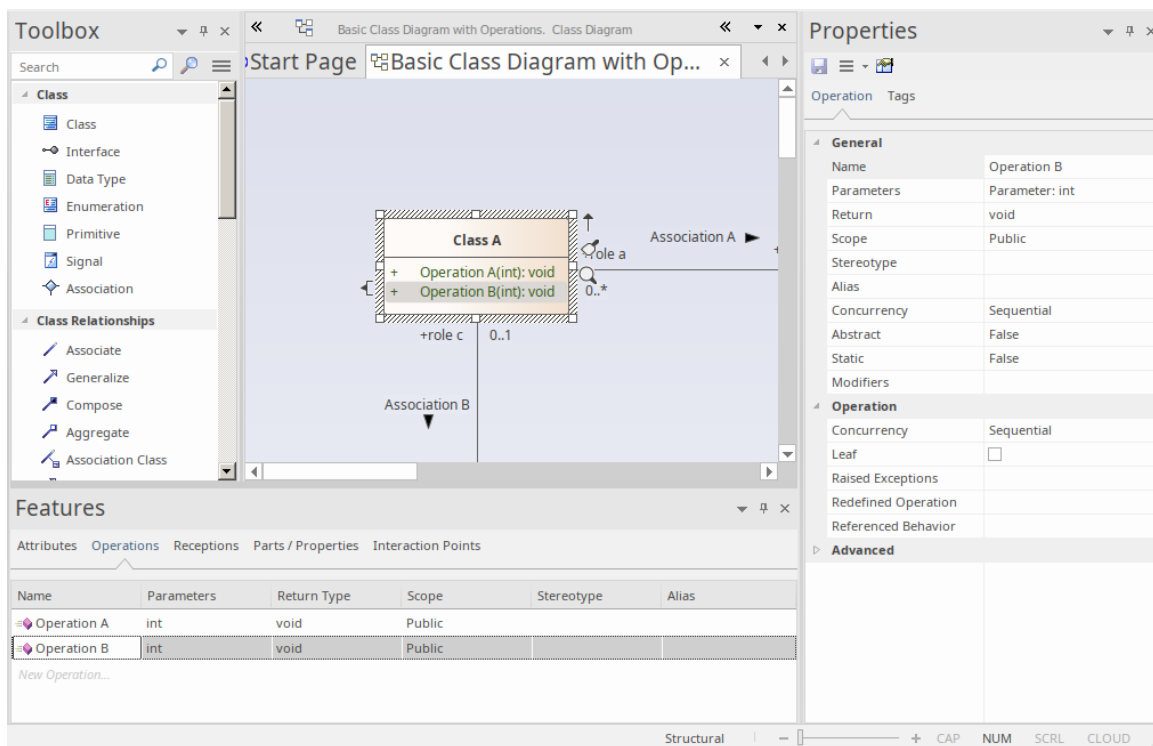 Toolbox
Search
Class
Class
Interface
Data Type
Enumeration
Primitive
Signal
Association
Class Relationships
Associate
Generalize
Compose
Aggregate
Association Class
Basic Class Diagram with Operations. Class Diagram
Start Page
Basic Class Diagram with Op...
Class A
+ Operation A(int): void
+ Operation B(int): void
Association A
+role a
0..*
+
+role c
0..1
Association B
Features
Attributes Operations Receptions Parts / Properties Interaction Points
Name Parameters Return Type Scope Stereotype Alias
Operation A int void Public
Operation B int void Public
New Operation...
Properties
Operation Tags
General
Name Operation B
Parameters Parameter: int
Return void
Scope Public
Stereotype
Alias
Concurrency Sequential
Abstract False
Static False
Modifiers
Operation
Concurrency Sequential
Leaf
Raised Exceptions
Redefined Operation
Referenced Behavior
Advanced
Structural CAP NUM SCRL CLOUD